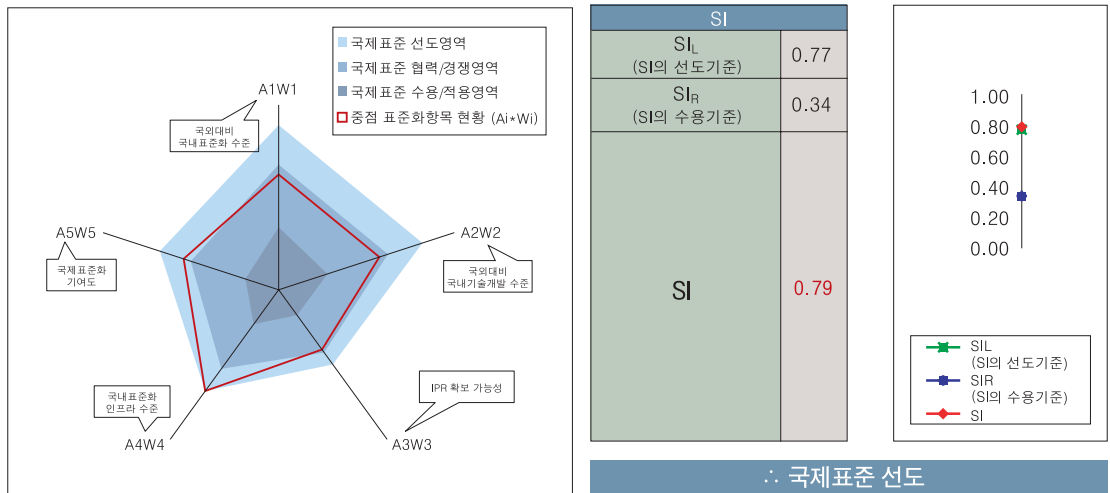 국제표준 선도영역
국제표준 협력/경쟁영역
국제표준 수용/적용영역
중점 표준화항목 현황 (Ai*Wi)
A1W1
국외대비
국내표준화 수준
A2W2
국외대비
국내기술개발 수준
A5W5
국제표준화
기여도
국내표준화
인프라 수준
A4W4
IPR 확보 가능성
A3W3
SI
SIL
(SI의 선도기준)
0.77
SIR
(SI의 수용기준)
0.34
SI
0.79
1.00
0.80
0.60
0.40
0.20
0.00
SIL
(SI의 선도기준)
SIR
(SI의 수용기준)
SI
∴ 국제표준 선도